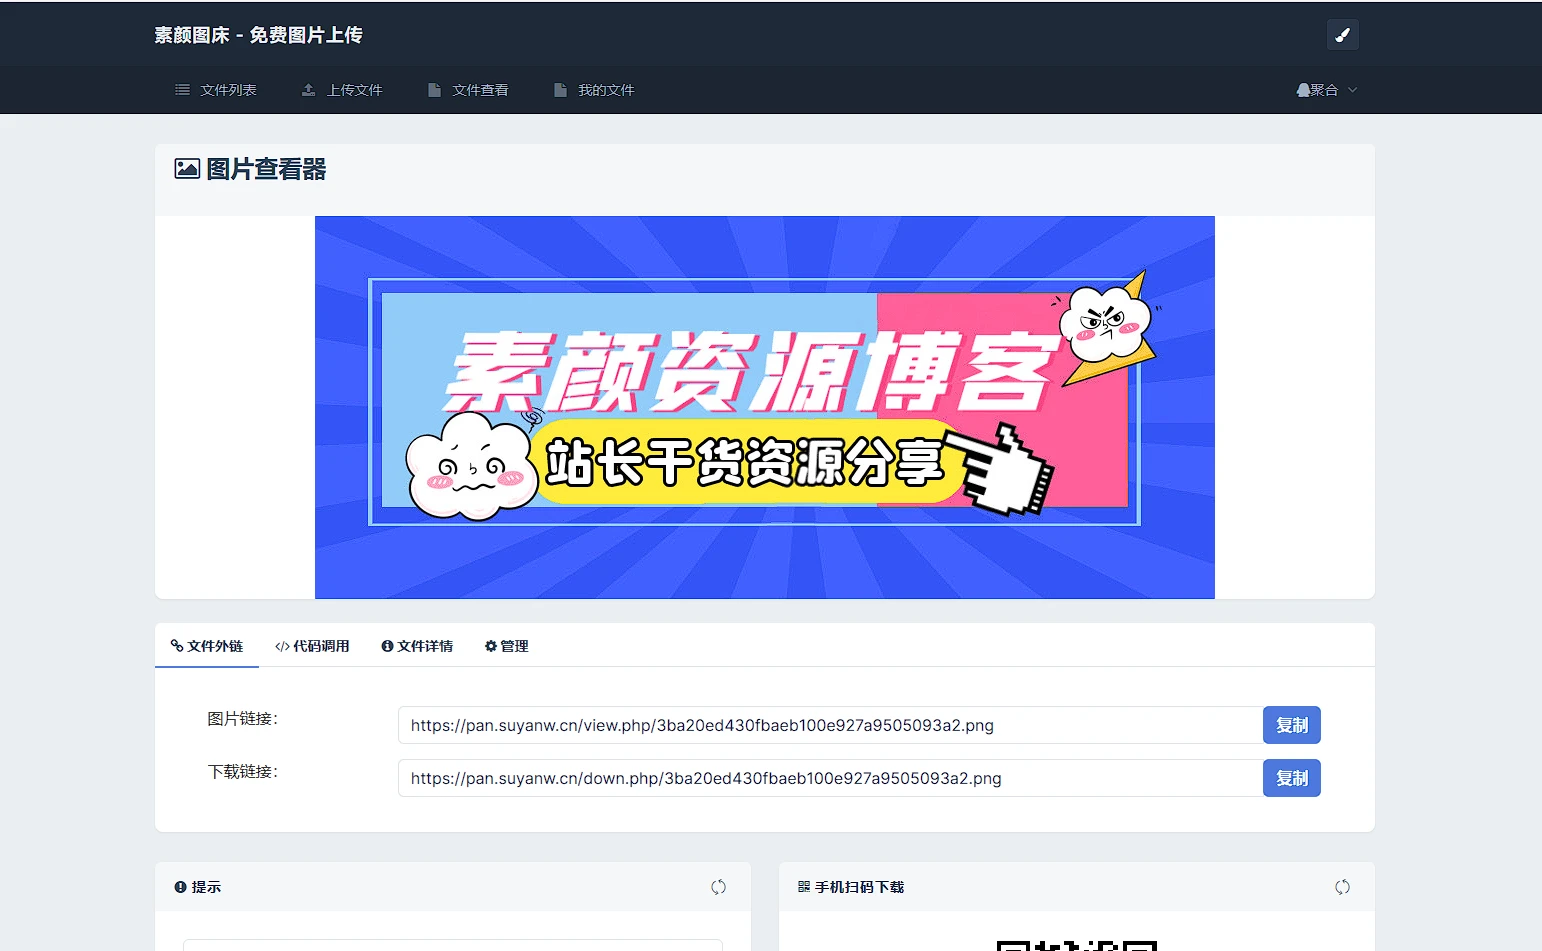 素颜图床 - 免费图片上传
文件列表 上传文件 文件查看 我的文件 聚合
图片查看器
素颜资源博客
站长干货资源分享
文件外链 </> 代码调用 文件详情 管理
图片链接：
https://pan.suyanw.cn/view.php/3ba20ed430fbaeb100e927a9505093a2.png
复制
下载链接：
https://pan.suyanw.cn/down.php/3ba20ed430fbaeb100e927a9505093a2.png
复制
提示
手机扫码下载